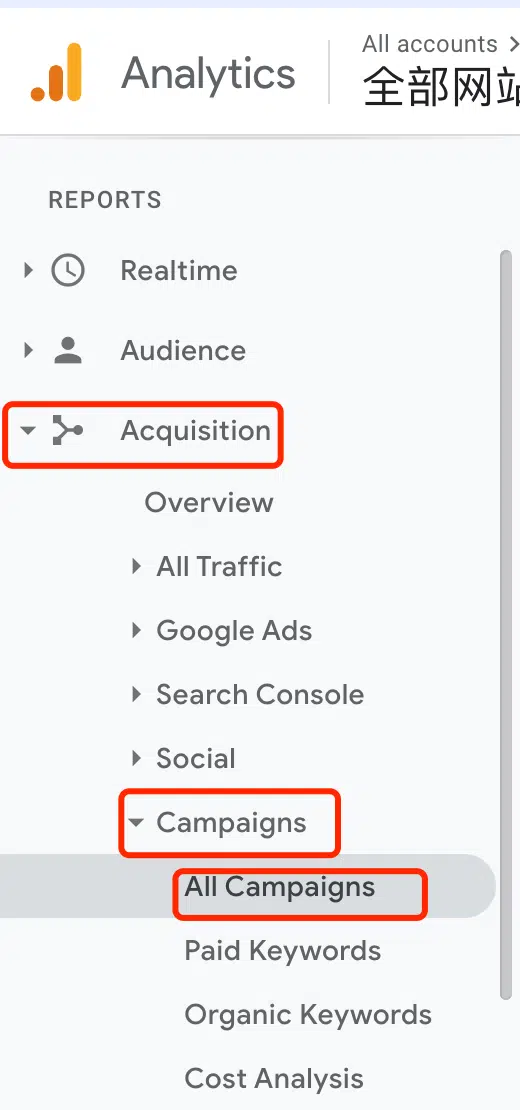 Analytics
All accounts >
全部网站
REPORTS
Realtime
Audience
Acquisition
Overview
All Traffic
Google Ads
Search Console
Social
Campaigns
All Campaigns
Paid Keywords
Organic Keywords
Cost Analysis